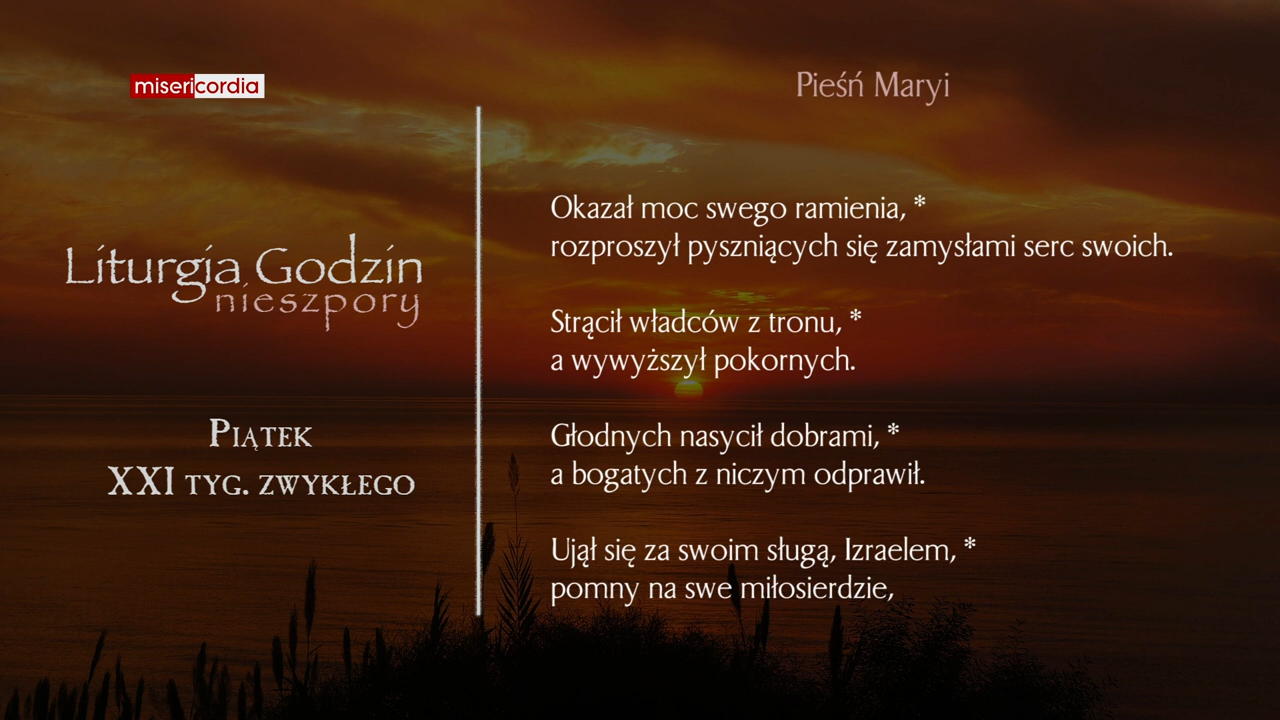 misericordia
Liturgia Godzin
nieszpory
Piątek
XXI tyg. zwykłego
Pieśń Maryi
Okazał moc swego ramienia, *
rozproszył pyszniących się zamysłami serc swoich.
Strącił władców z tronu, *
a wywyższył pokornych.
Głodnych nasycił dobrami, *
a bogatych z niczym odprawił.
Ujął się za swoim sługą, Izraelem, *
pomny na swe miłosierdzie,